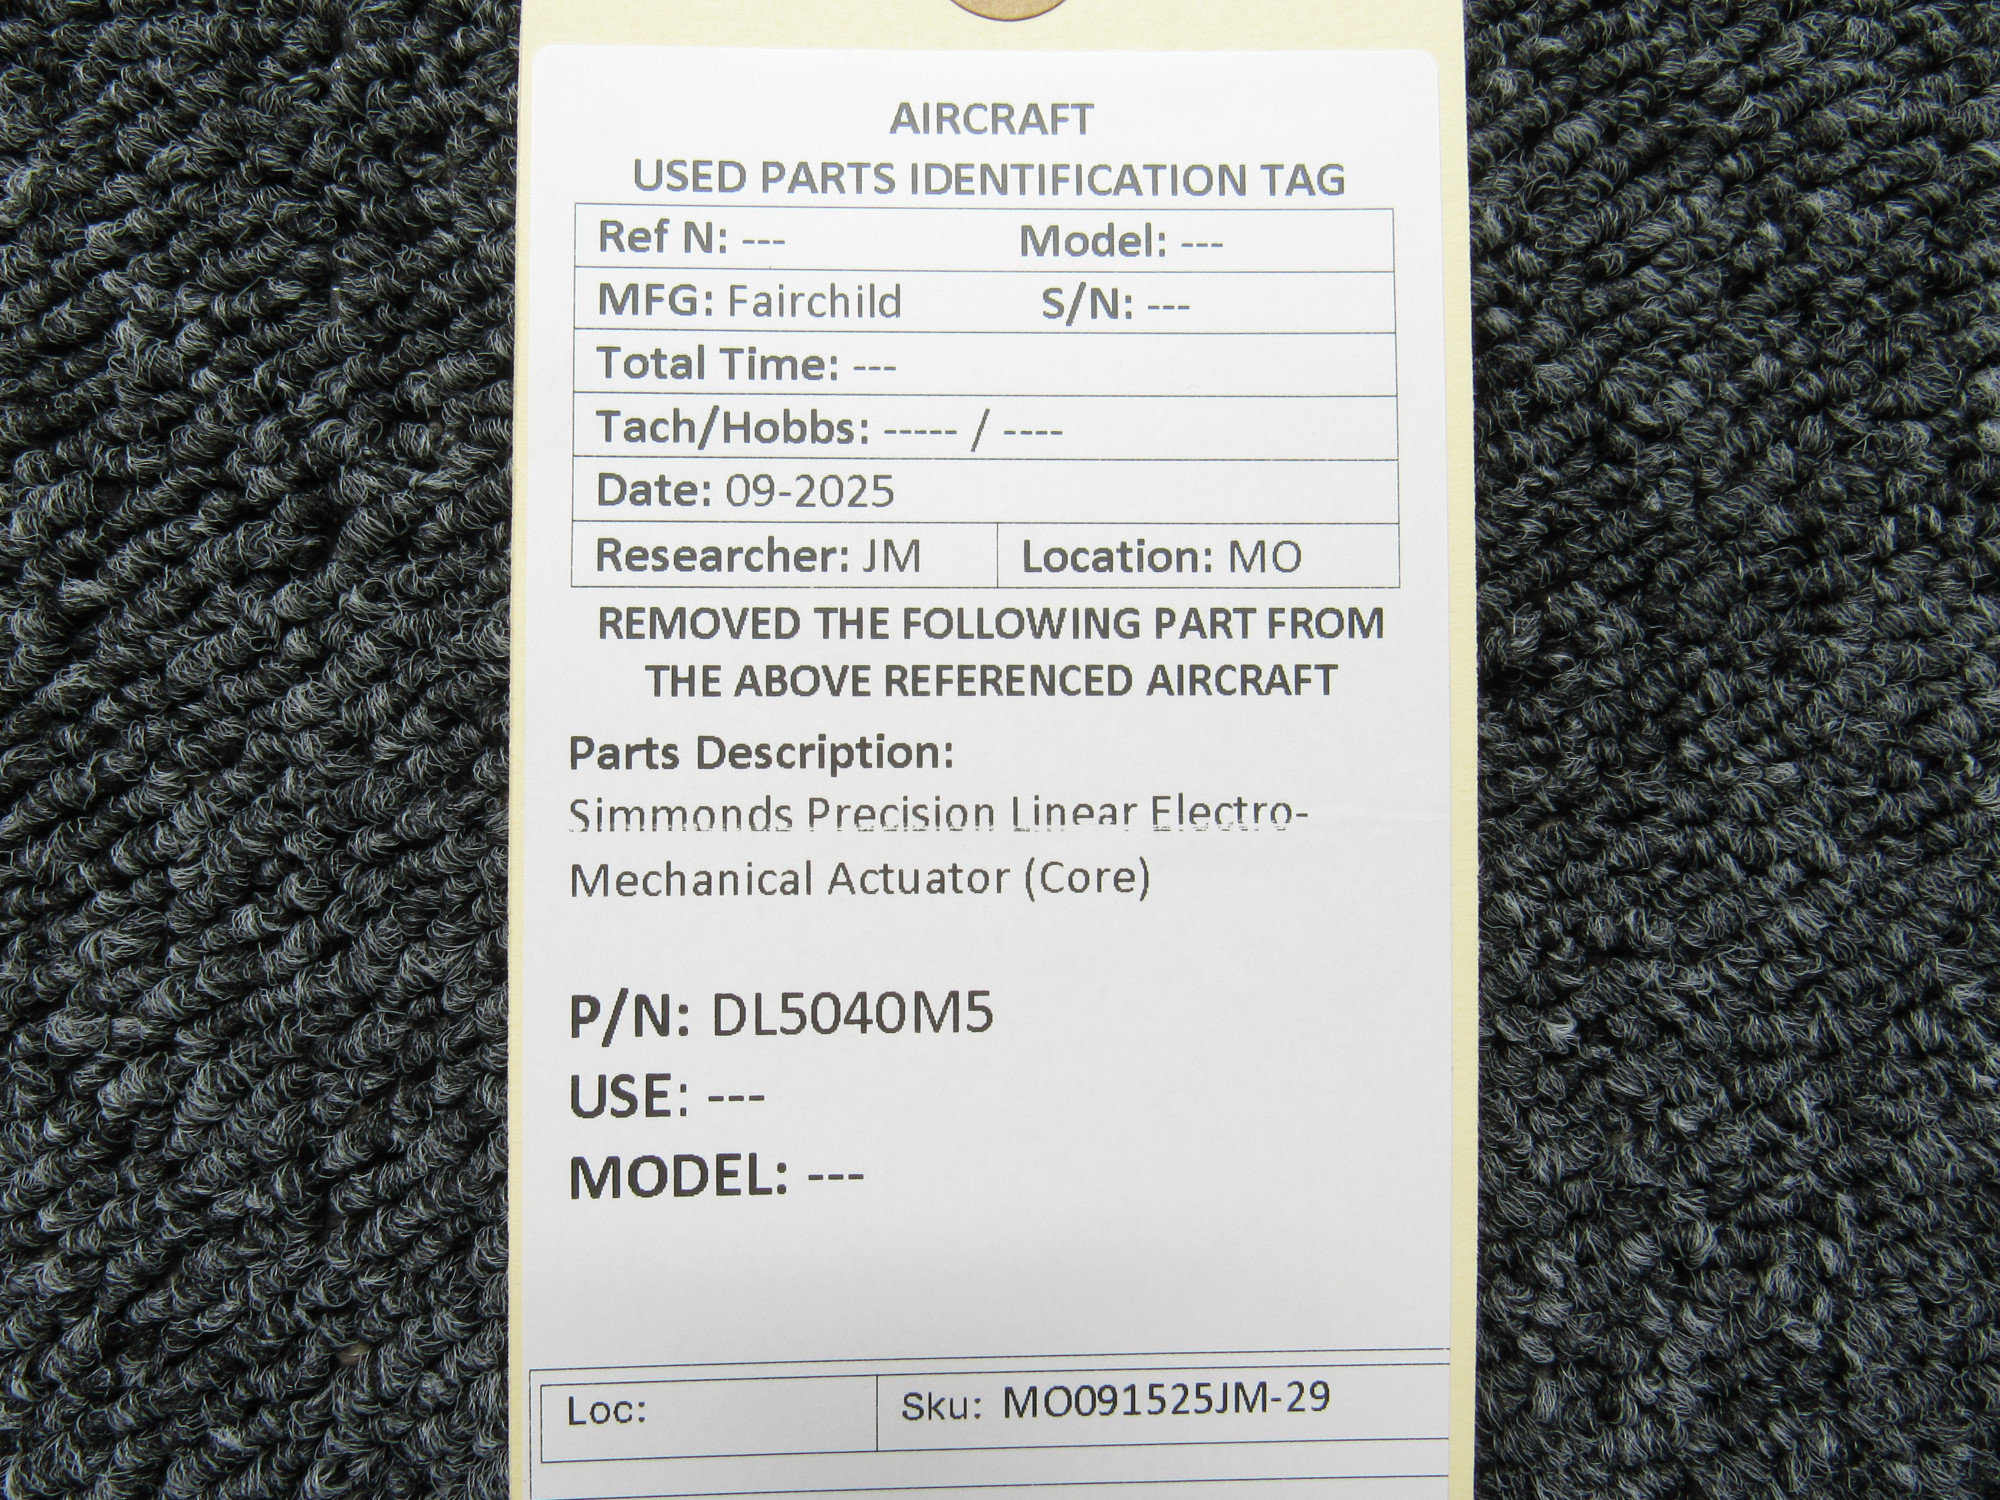 AIRCRAFT
USED PARTS IDENTIFICATION TAG
Ref N: --- Model: ---
MFG: Fairchild S/N: ---
Total Time: ---
Tach/Hobbs: ----- / ----
Date: 09-2025
Researcher: JM Location: MO
REMOVED THE FOLLOWING PART FROM
THE ABOVE REFERENCED AIRCRAFT
Parts Description:
Simmonds Precision Linear Electro-
Mechanical Actuator (Core)
P/N: DL5040M5
USE: ---
MODEL: ---
Loc: Sku: MO091525JM-29